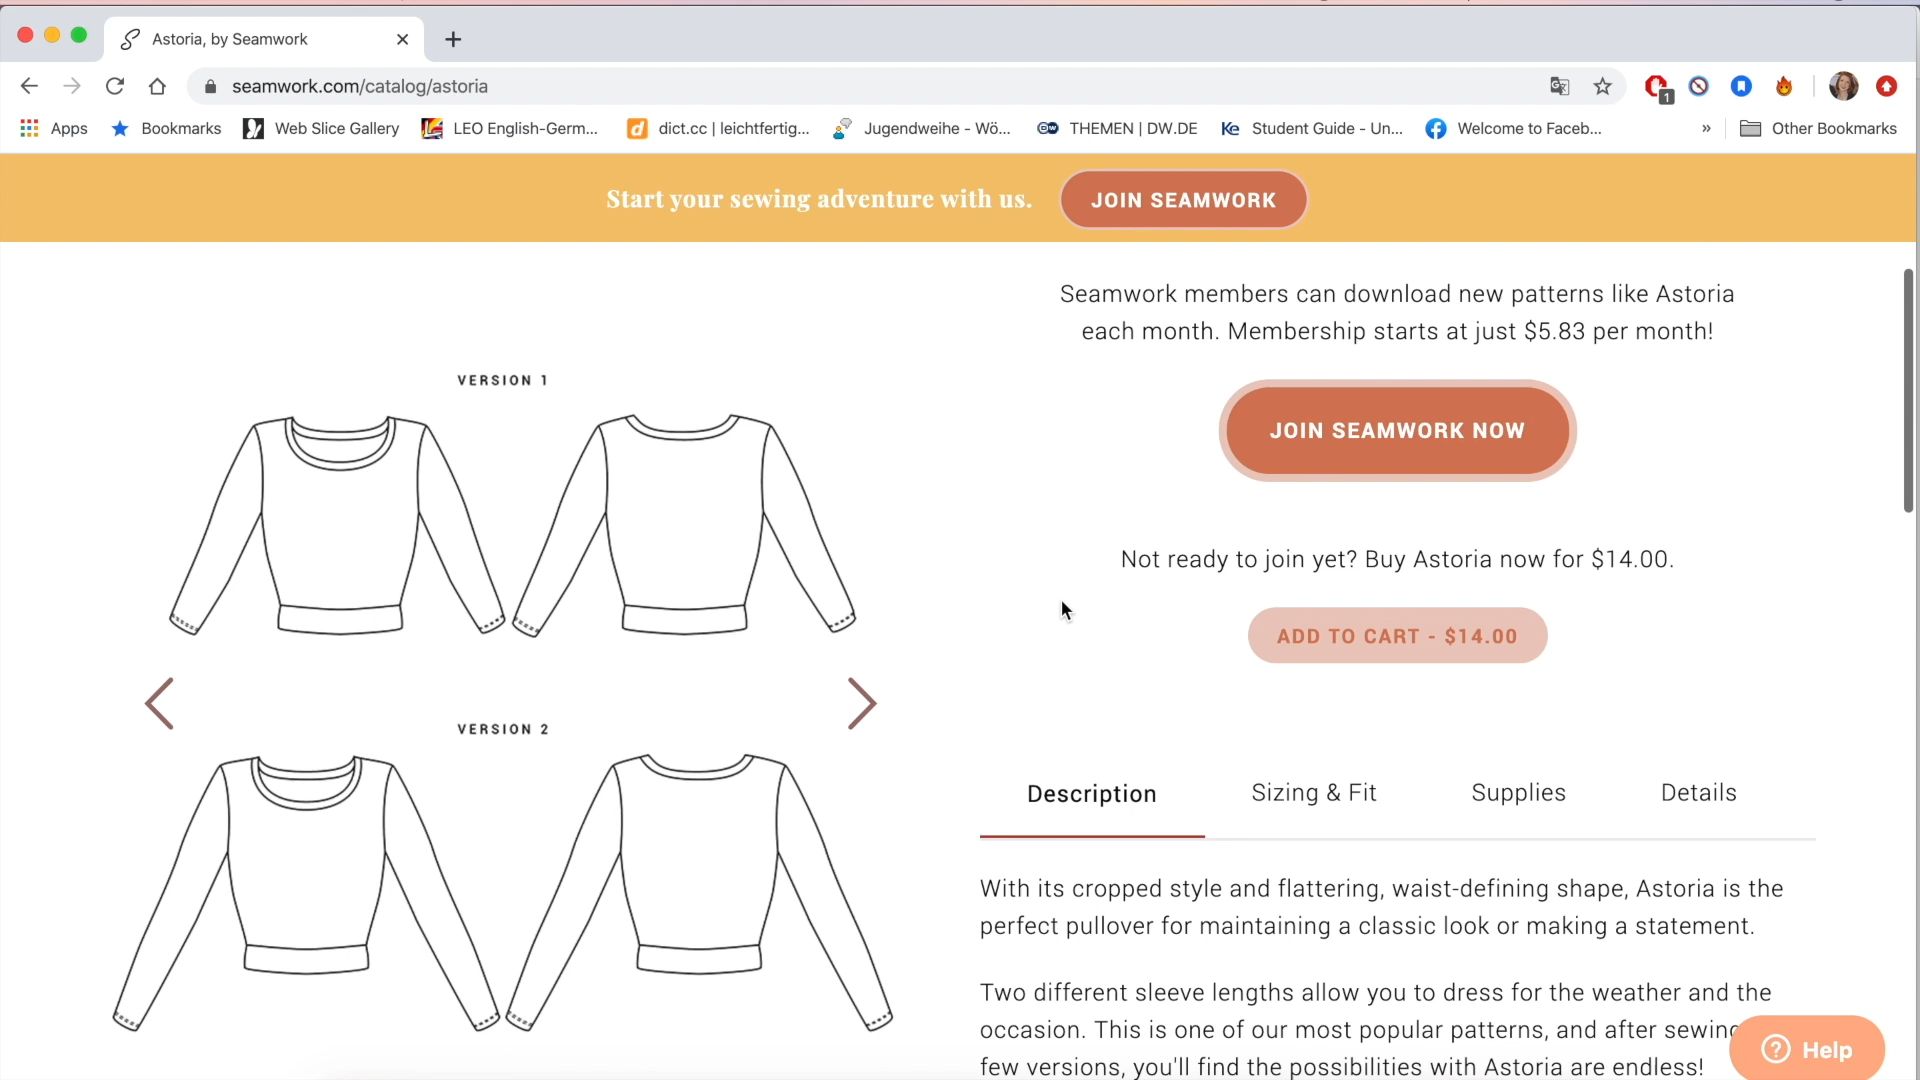 Astoria, by Seamwork
seamwork.com/catalog/astoria
1
Apps
Bookmarks
Web Slice Gallery
LEO English-Germ...
dict.cc | leichtfertig...
Jugendweihe - Wö...
THEMEN | DW.DE
Ke
Student Guide - Un...
Welcome to Faceb...
»
Other Bookmarks
Start your sewing adventure with us.
JOIN SEAMWORK
Seamwork members can download new patterns like Astoria
each month. Membership starts at just $5.83 per month!
JOIN SEAMWORK NOW
Not ready to join yet? Buy Astoria now for $14.00.
ADD TO CART - $14.00
VERSION 1
VERSION 2
Description
Sizing & Fit
Supplies
Details
With its cropped style and flattering, waist-defining shape, Astoria is the
perfect pullover for maintaining a classic look or making a statement.
Two different sleeve lengths allow you to dress for the weather and the
occasion. This is one of our most popular patterns, and after sewing
few versions, you'll find the possibilities with Astoria are endless!
Help